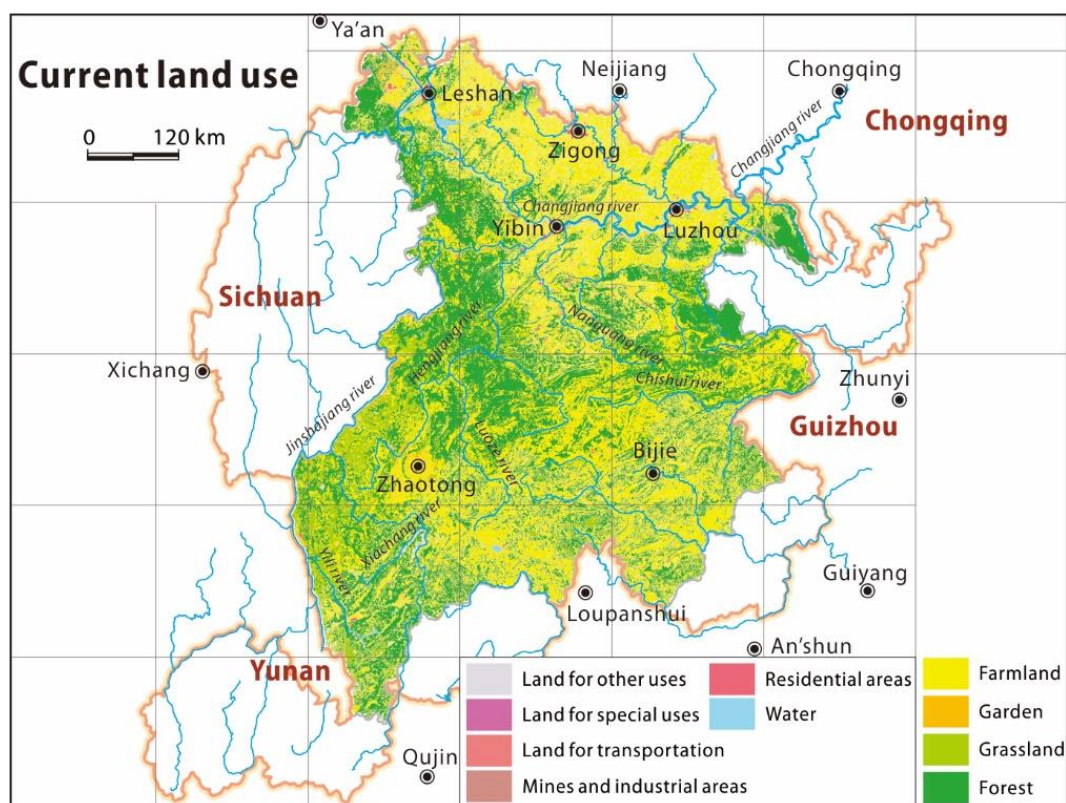 Ya'an
Current land use
Neijiang
Chongqing
Leshan
0 120 km
Chongqing
Zigong
Changjiang river
Changjiang river
Yibin
Luzhou
Sichuan
Hengjiang river
Nanguang river
Xichang
Chishui river
Zhunyi
Jinshajiang river
Guizhou
Luoze river
Bijie
Zhaotong
Xiachang river
Yili river
Guiyang
Loupanshui
An'shun
Yunan
Qujin
Land for other uses
Land for special uses
Land for transportation
Mines and industrial areas
Residential areas
Water
Farmland
Garden
Grassland
Forest